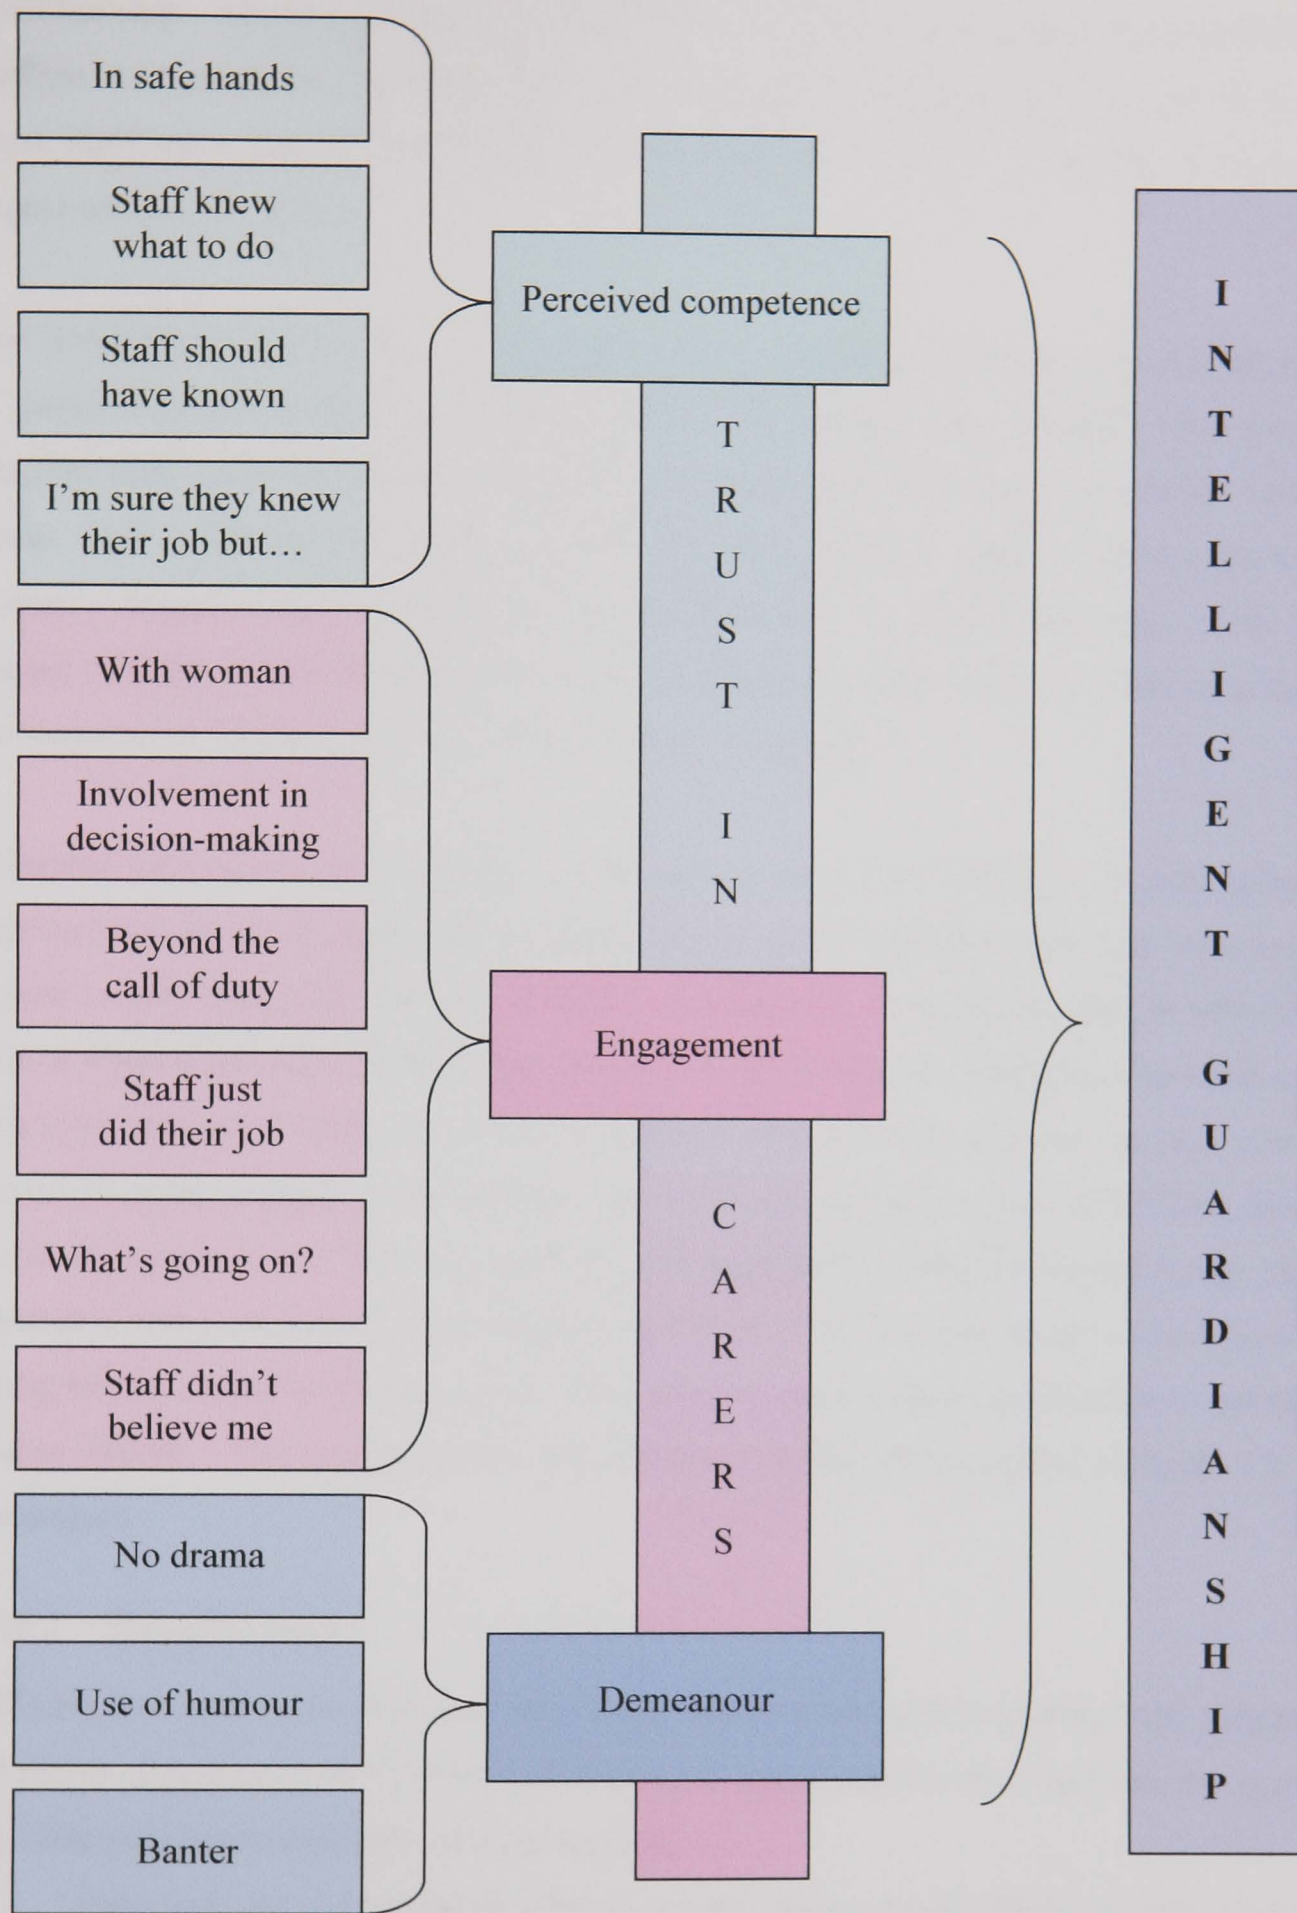 In safe hands
Staff knew
what to do
Staff should
have known
I'm sure they knew
their job but…
With woman
Involvement in
decision-making
Beyond the
call of duty
Staff just
did their job
What's going on?
Staff didn't
believe me
No drama
Use of humour
Banter
Perceived competence
T
R
U
S
T
I
N
Engagement
C
A
R
E
R
S
Demeanour
I
N
T
E
L
L
I
G
E
N
T
G
U
A
R
D
I
A
N
S
H
I
P